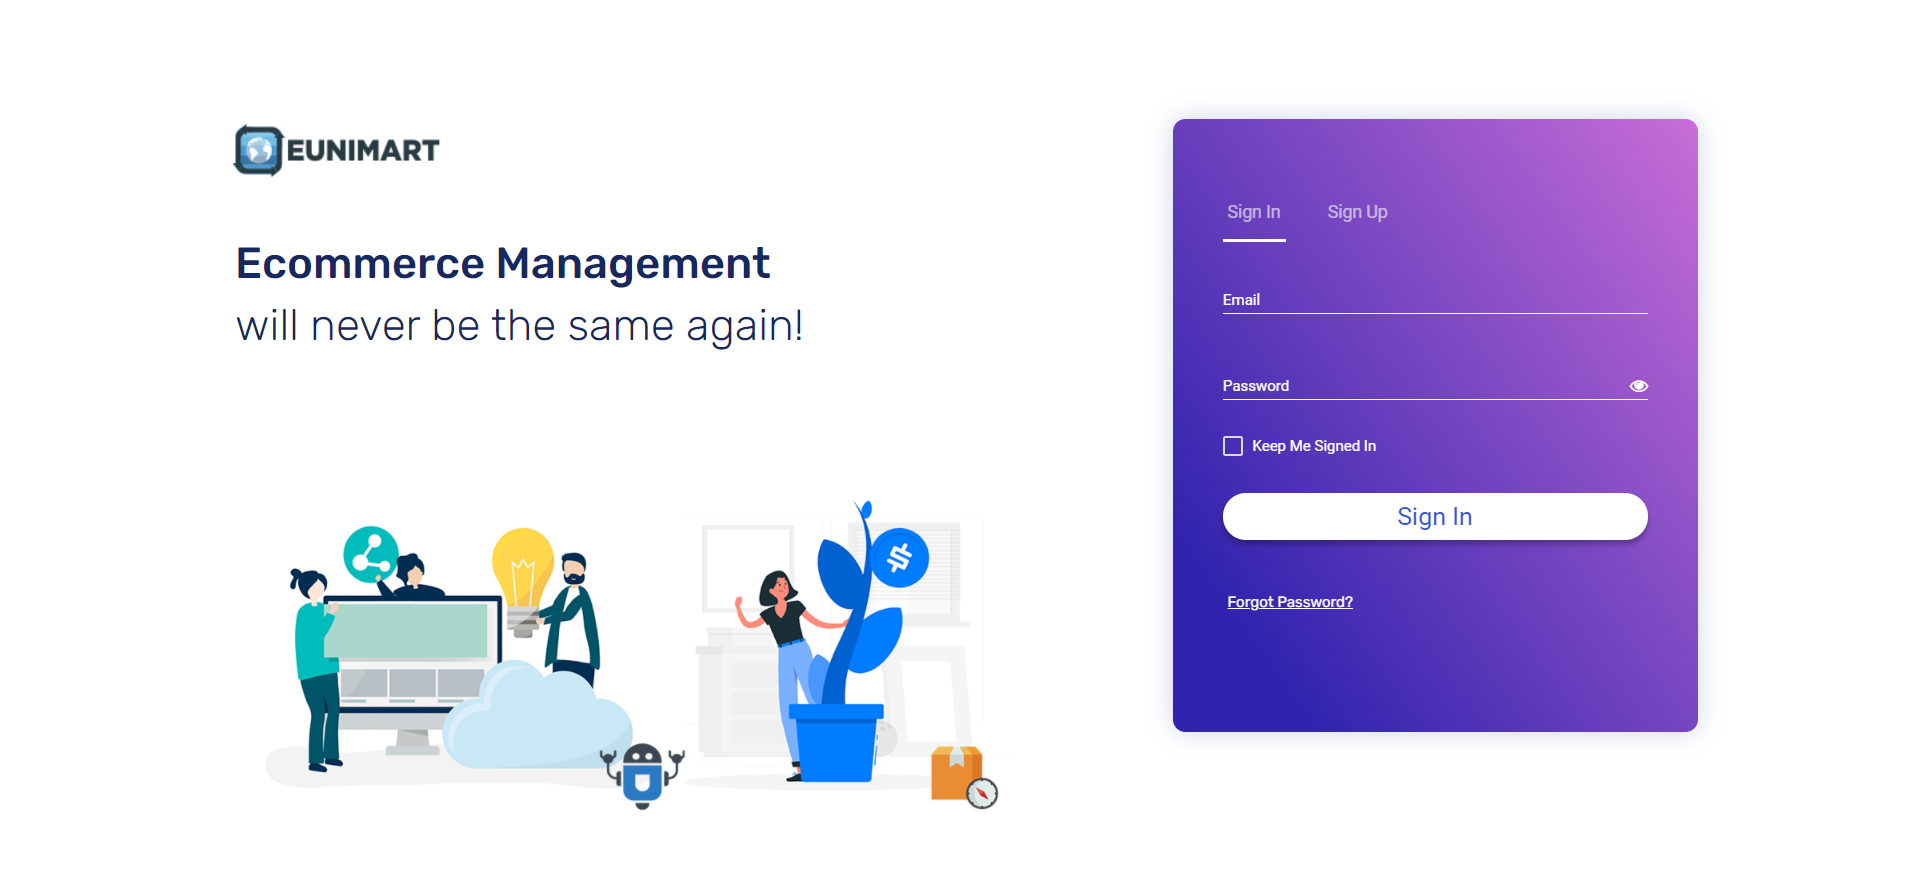 EUNIMART
Ecommerce Management
will never be the same again!
Sign In
Sign Up
Email
Password
Keep Me Signed In
Sign In
Forgot Password?